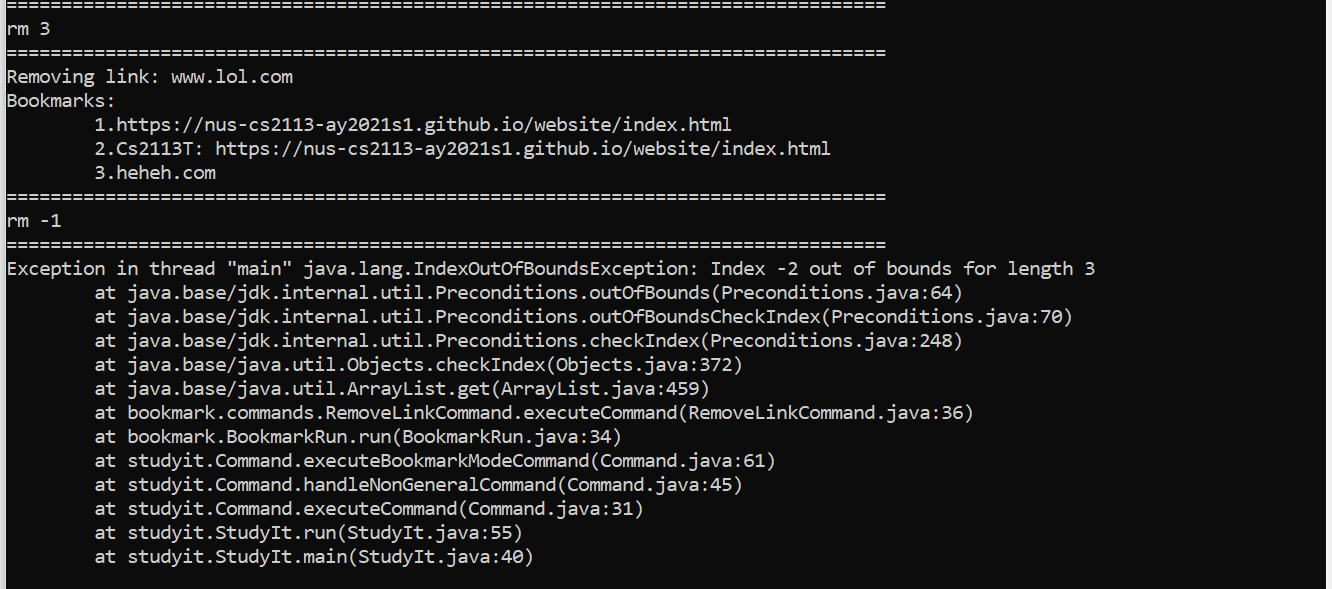 ================================================================================
rm 3
================================================================================
Removing link: www.lol.com
Bookmarks:
        1.https://nus-cs2113-ay2021s1.github.io/website/index.html
        2.Cs2113T: https://nus-cs2113-ay2021s1.github.io/website/index.html
        3.heheh.com
================================================================================
rm -1
================================================================================
Exception in thread "main" java.lang.IndexOutOfBoundsException: Index -2 out of bounds for length 3
        at java.base/jdk.internal.util.Preconditions.outOfBounds(Preconditions.java:64)
        at java.base/jdk.internal.util.Preconditions.outOfBoundsCheckIndex(Preconditions.java:70)
        at java.base/jdk.internal.util.Preconditions.checkIndex(Preconditions.java:248)
        at java.base/java.util.Objects.checkIndex(Objects.java:372)
        at java.base/java.util.ArrayList.get(ArrayList.java:459)
        at bookmark.commands.RemoveLinkCommand.executeCommand(RemoveLinkCommand.java:36)
        at bookmark.BookmarkRun.run(BookmarkRun.java:34)
        at studyit.Command.executeBookmarkModeCommand(Command.java:61)
        at studyit.Command.handleNonGeneralCommand(Command.java:45)
        at studyit.Command.executeCommand(Command.java:31)
        at studyit.StudyIt.run(StudyIt.java:55)
        at studyit.StudyIt.main(StudyIt.java:40)